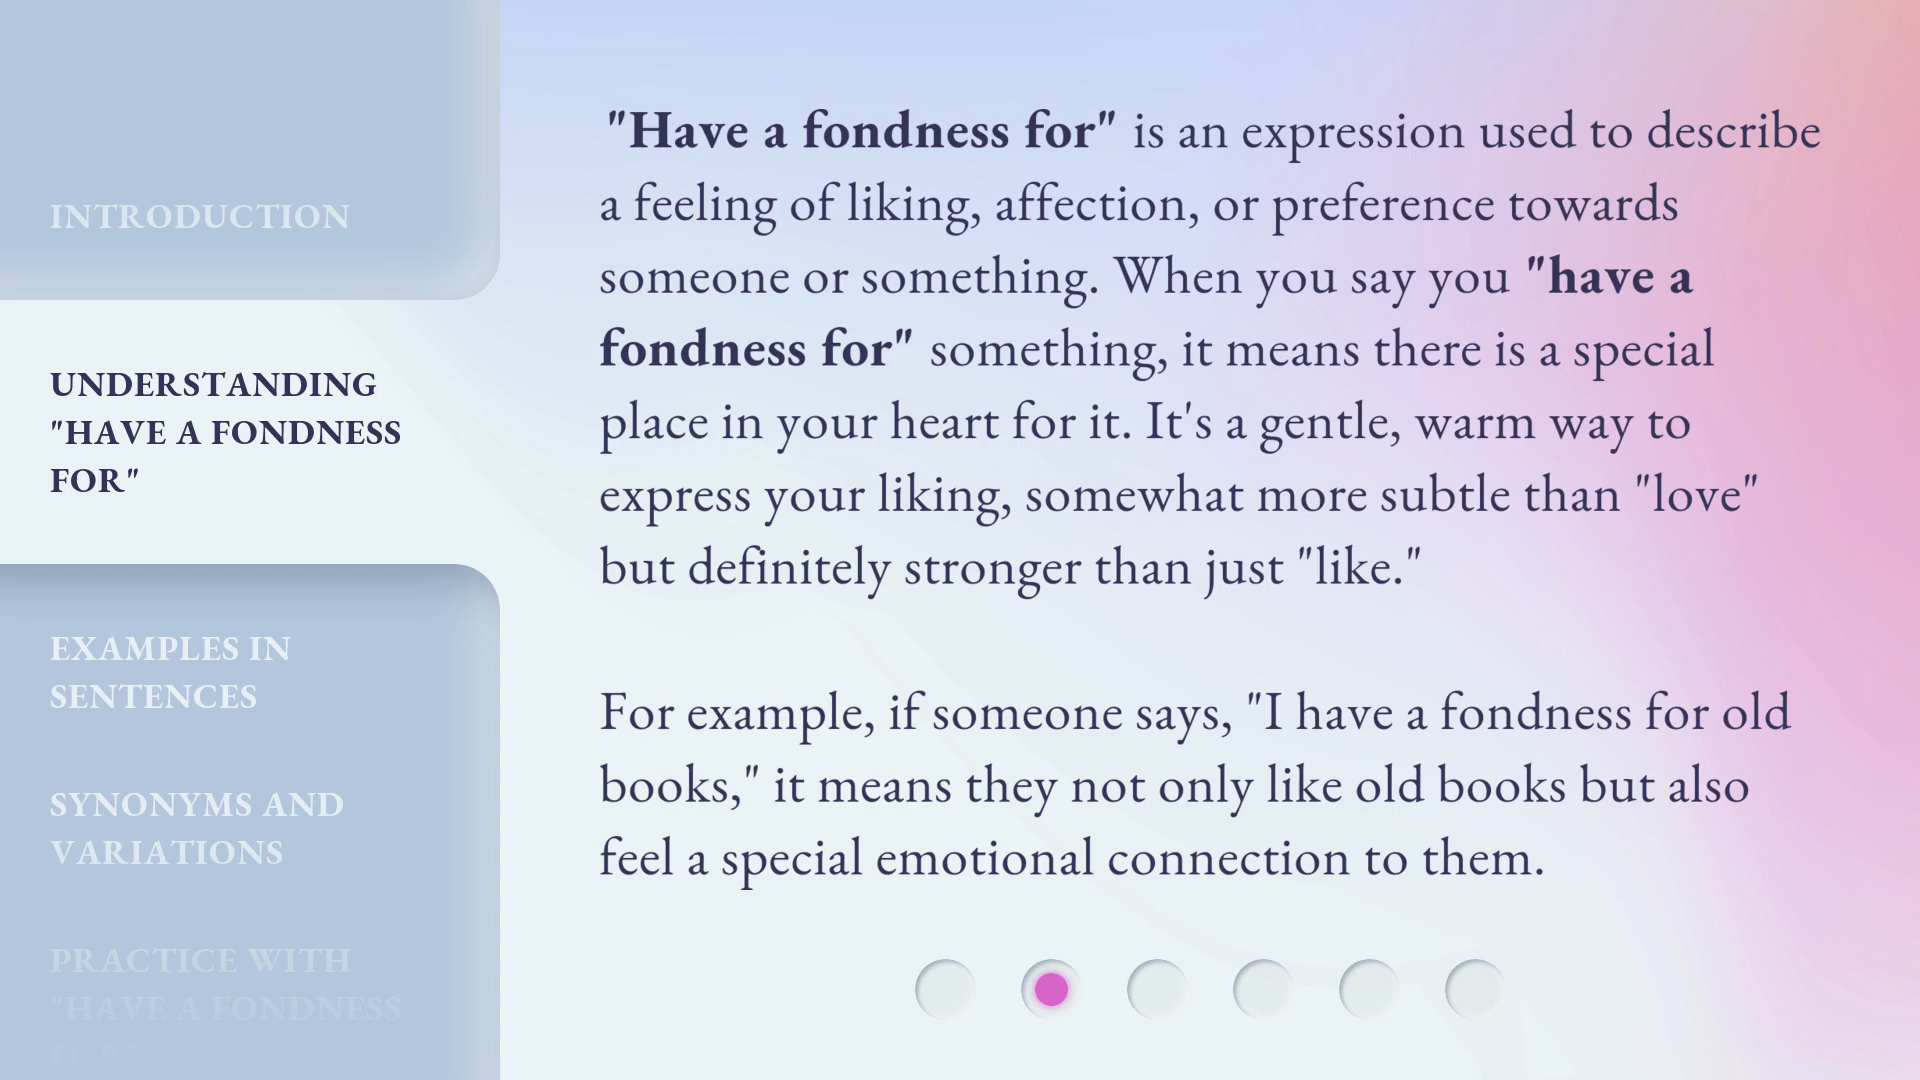 INTRODUCTION
UNDERSTANDING
"HAVE A FONDNESS
FOR"
EXAMPLES IN
SENTENCES
SYNONYMS AND
VARIATIONS
PRACTICE WITH
"HAVE A FONDNESS
FOR"
"Have a fondness for" is an expression used to describe
a feeling of liking, affection, or preference towards
someone or something. When you say you "have a
fondness for" something, it means there is a special
place in your heart for it. It's a gentle, warm way to
express your liking, somewhat more subtle than "love"
but definitely stronger than just "like."
For example, if someone says, "I have a fondness for old
books," it means they not only like old books but also
feel a special emotional connection to them.